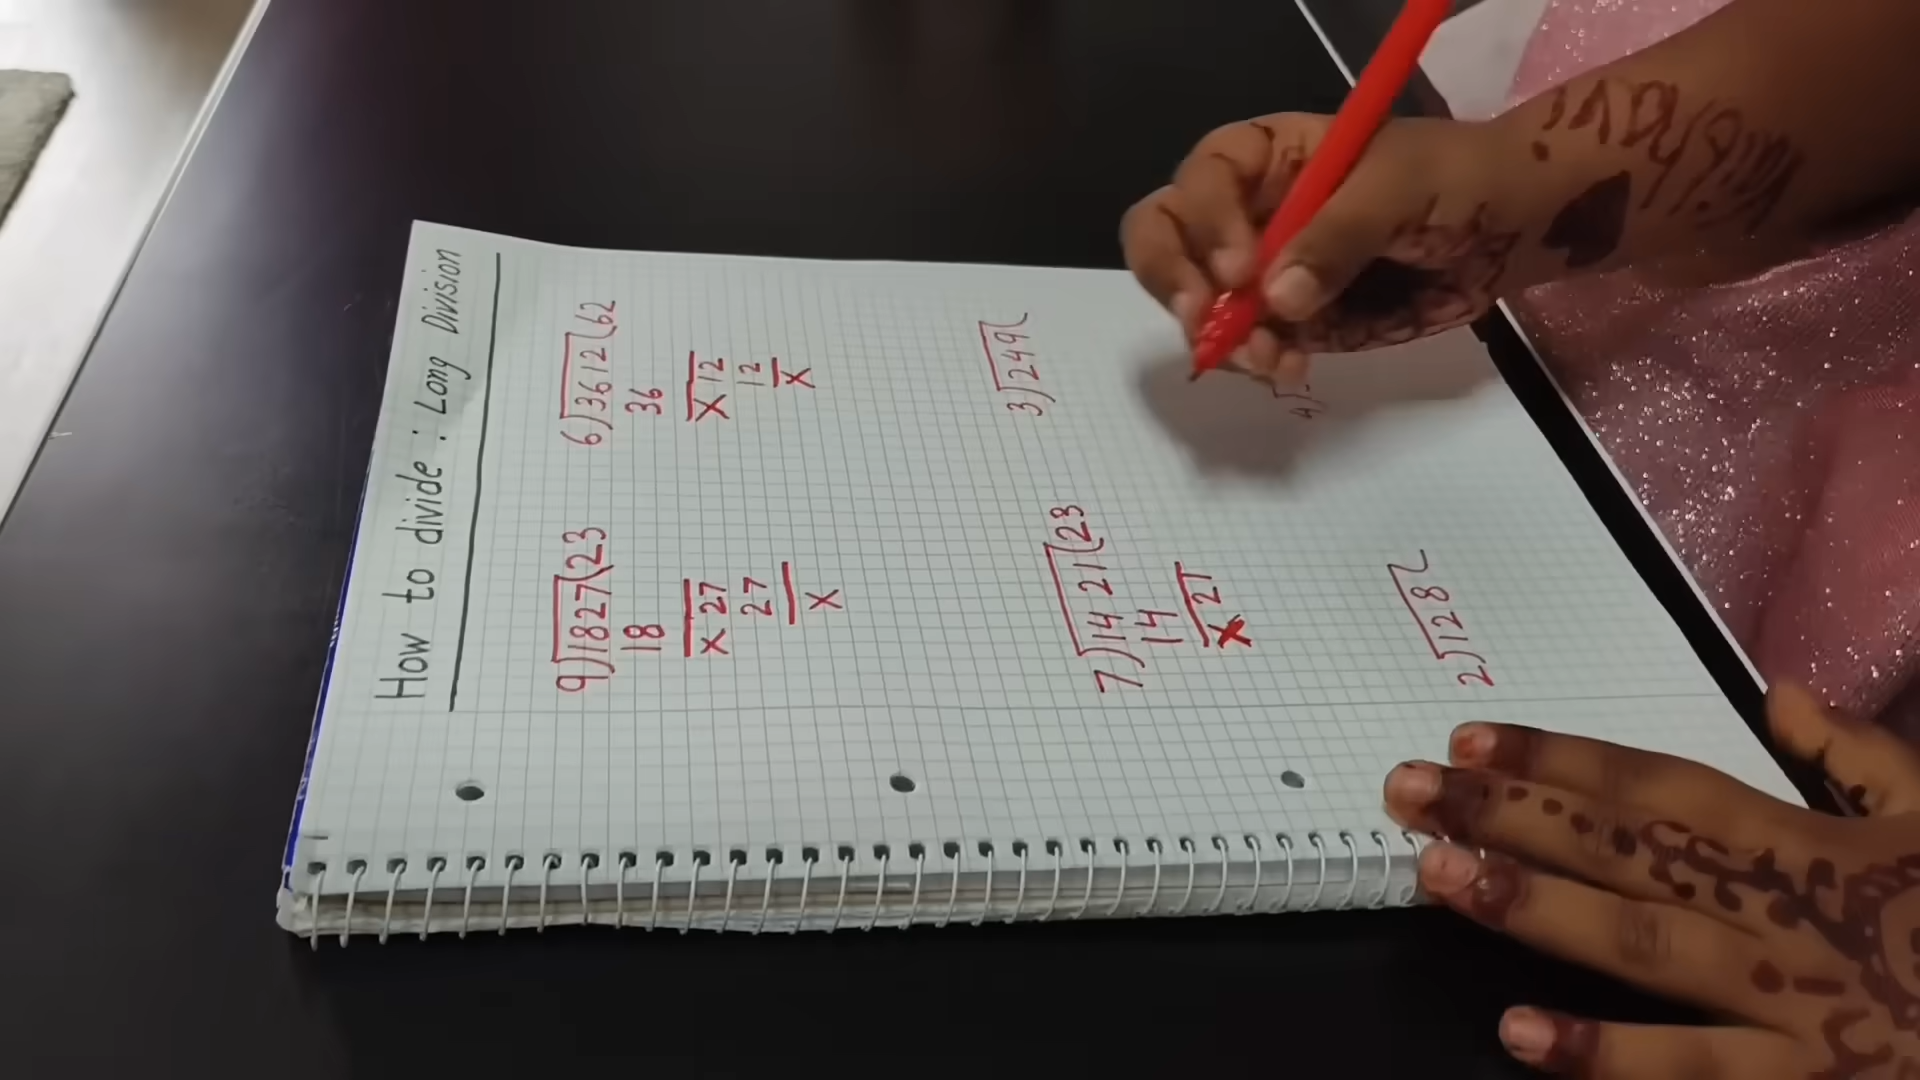 How to divide : Long Division
9)1827(23
18
x 27
27
x
6)3612(62
36
x 12
12
x
7)1421(23
14
x 21
3)249(
2)128(